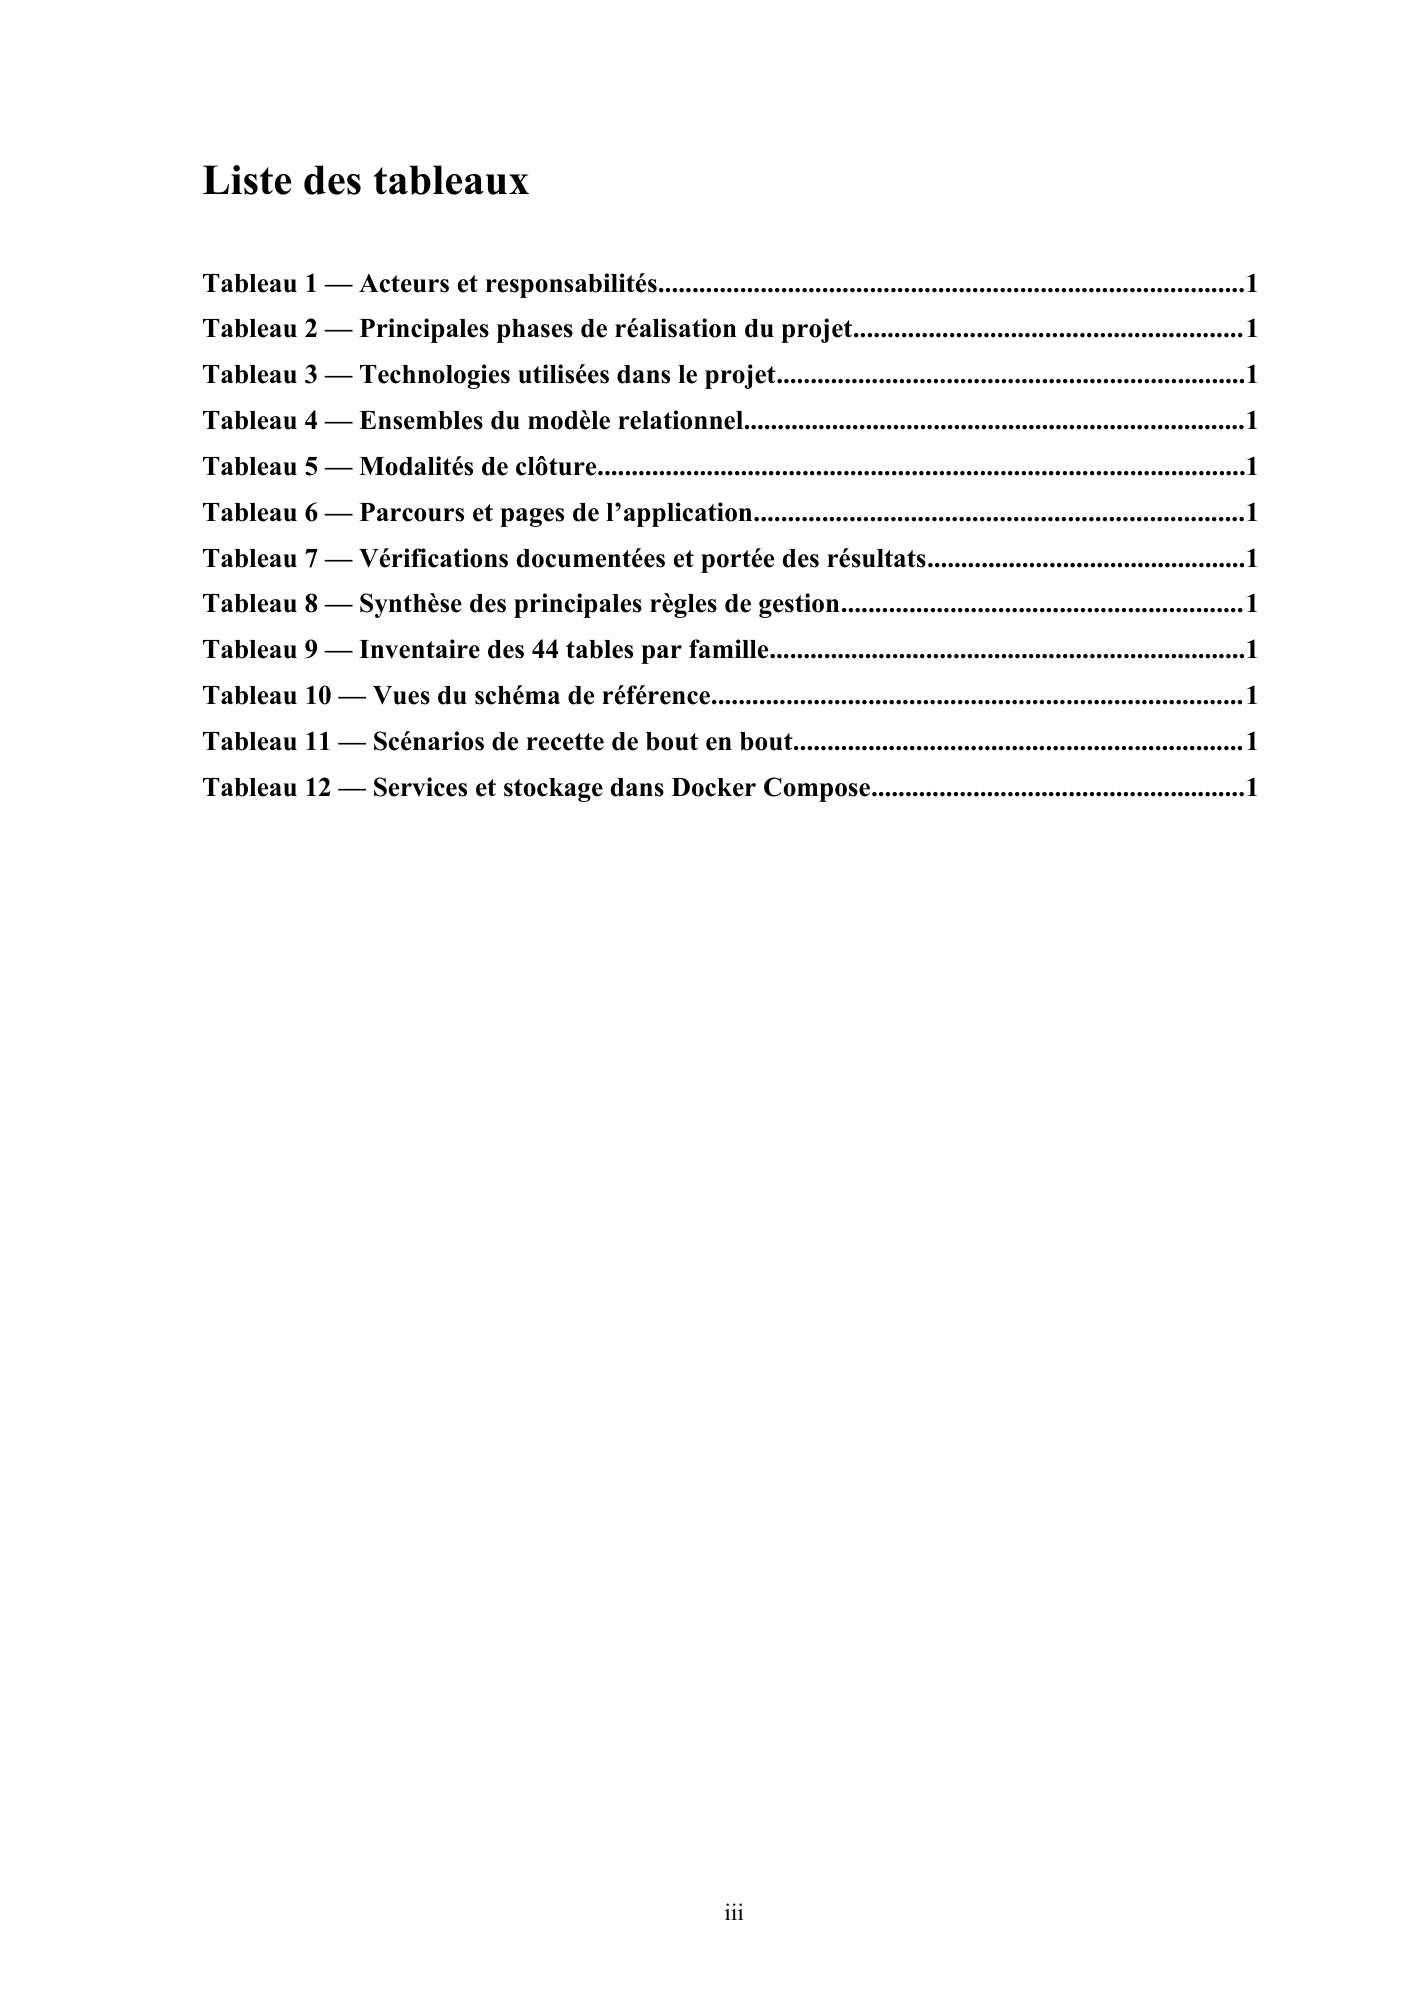 Liste des tableaux
Tableau 1 — Acteurs et responsabilités.......................................................................................1
Tableau 2 — Principales phases de réalisation du projet..........................................................1
Tableau 3 — Technologies utilisées dans le projet.....................................................................1
Tableau 4 — Ensembles du modèle relationnel..........................................................................1
Tableau 5 — Modalités de clôture................................................................................................1
Tableau 6 — Parcours et pages de l’application.........................................................................1
Tableau 7 — Vérifications documentées et portée des résultats...............................................1
Tableau 8 — Synthèse des principales règles de gestion............................................................1
Tableau 9 — Inventaire des 44 tables par famille......................................................................1
Tableau 10 — Vues du schéma de référence...............................................................................1
Tableau 11 — Scénarios de recette de bout en bout...................................................................1
Tableau 12 — Services et stockage dans Docker Compose.......................................................1
iii